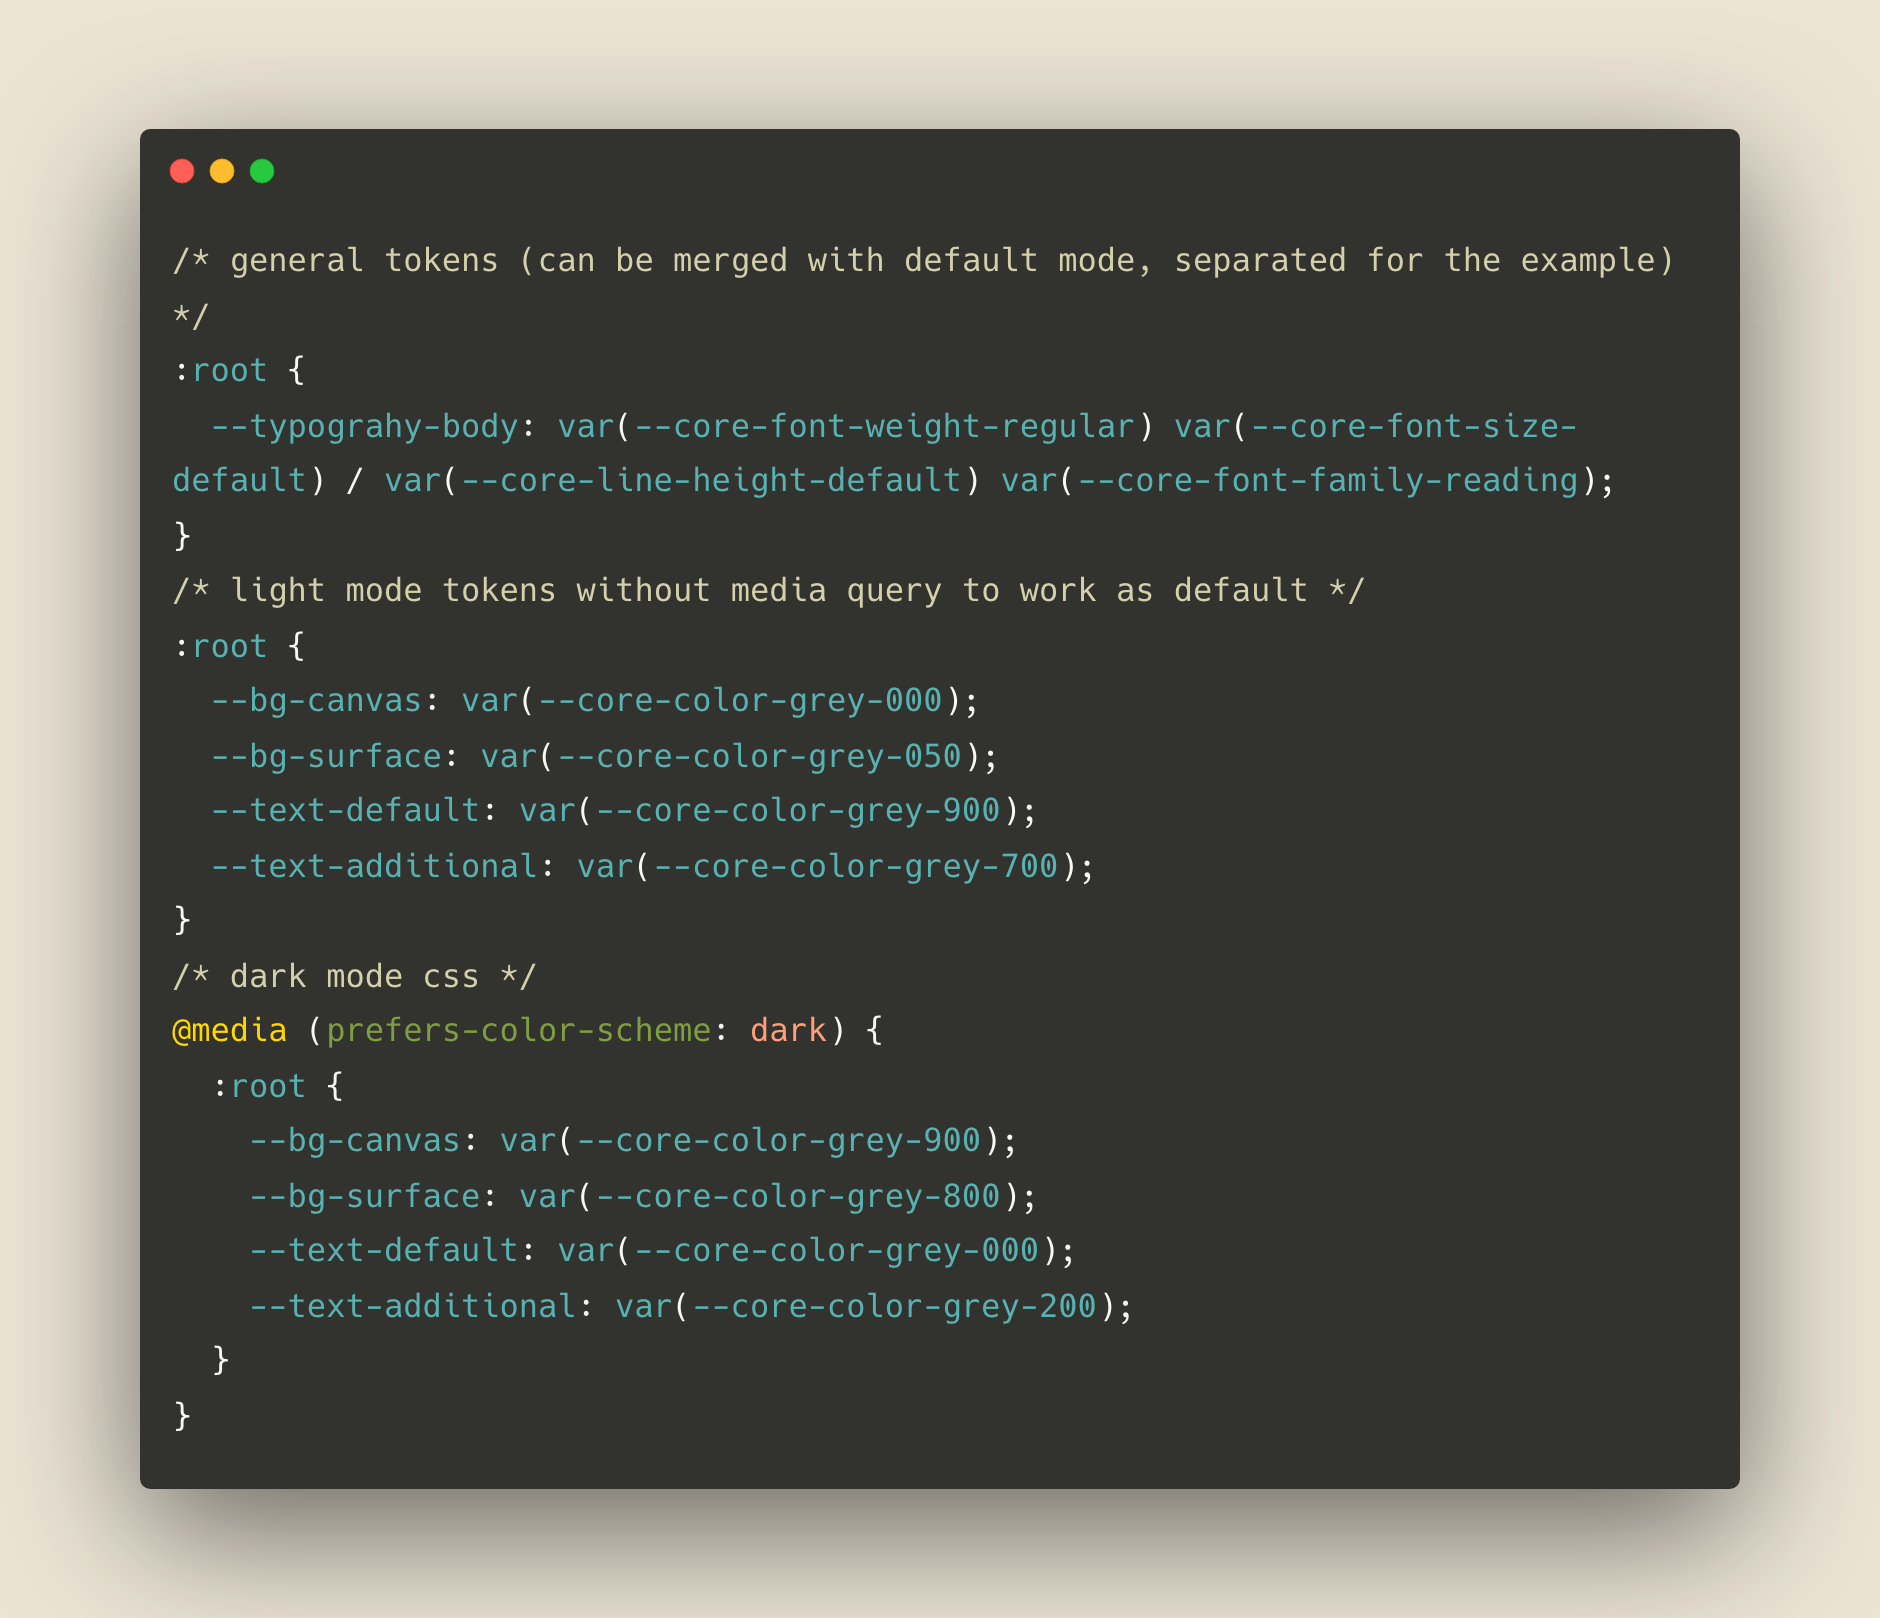 /* general tokens (can be merged with default mode, separated for the example)
*/
:root {
  --typograhy-body: var(--core-font-weight-regular) var(--core-font-size-
default) / var(--core-line-height-default) var(--core-font-family-reading);
}
/* light mode tokens without media query to work as default */
:root {
  --bg-canvas: var(--core-color-grey-000);
  --bg-surface: var(--core-color-grey-050);
  --text-default: var(--core-color-grey-900);
  --text-additional: var(--core-color-grey-700);
}
/* dark mode css */
@media (prefers-color-scheme: dark) {
  :root {
    --bg-canvas: var(--core-color-grey-900);
    --bg-surface: var(--core-color-grey-800);
    --text-default: var(--core-color-grey-000);
    --text-additional: var(--core-color-grey-200);
  }
}